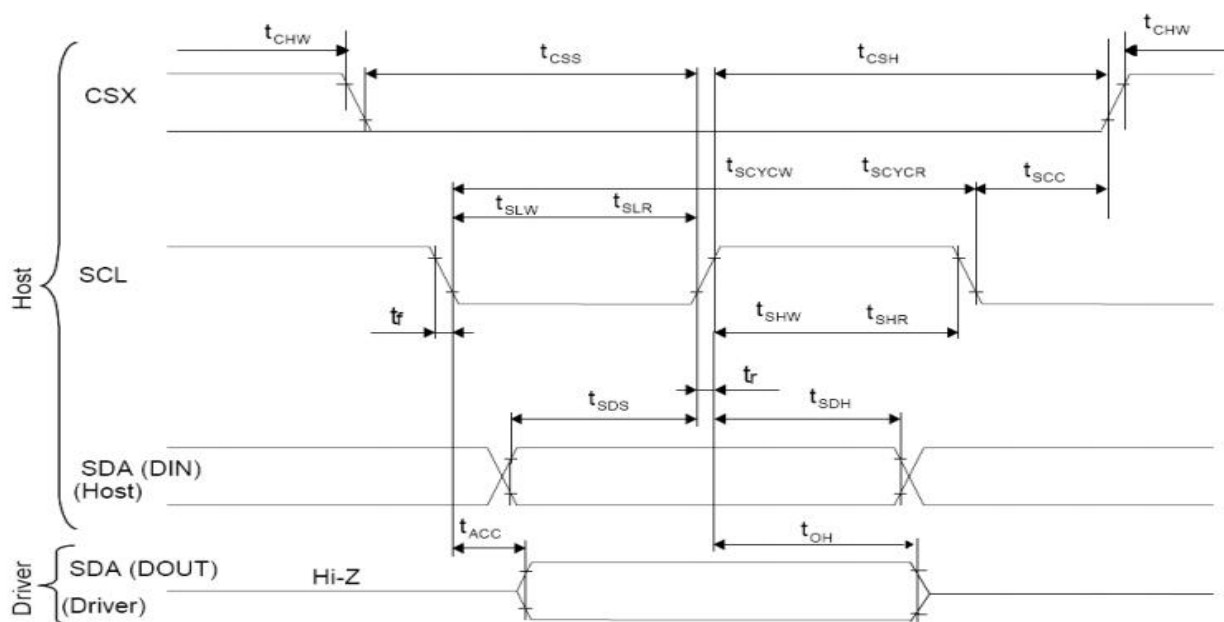 tCHW
tCHW
tCSS
tCSH
CSX
tSCYCW
tSCYCR
tSCC
tSLW
tSLR
SCL
Host
tf
tSHW
tSHR
tr
tSDS
tSDH
SDA (DIN)
(Host)
tACC
tOH
SDA (DOUT)
Hi-Z
(Driver)
Driver